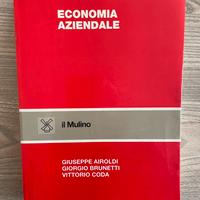 ECONOMIA
AZIENDALE
il Mulino
GIUSEPPE AIROLDI
GIORGIO BRUNETTI
VITTORIO CODA